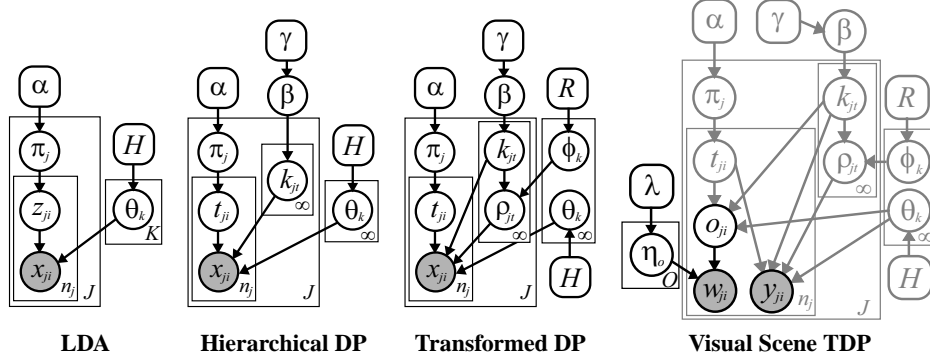 α
π_j
z_ji
x_ji
n_j
J
H
θ_k
K
LDA
γ
α
β
π_j
k_jt
∞
t_ji
x_ji
n_j
J
H
θ_k
∞
Hierarchical DP
γ
α
β
R
π_j
k_jt
ϕ_k
t_ji
ρ_jt
∞
θ_k
∞
x_ji
n_j
J
H
Transformed DP
α
γ
β
π_j
k_jt
R
t_ji
ρ_jt
∞
ϕ_k
λ
o_ji
θ_k
∞
η_o
O
w_ji
y_ji
n_j
J
H
Visual Scene TDP